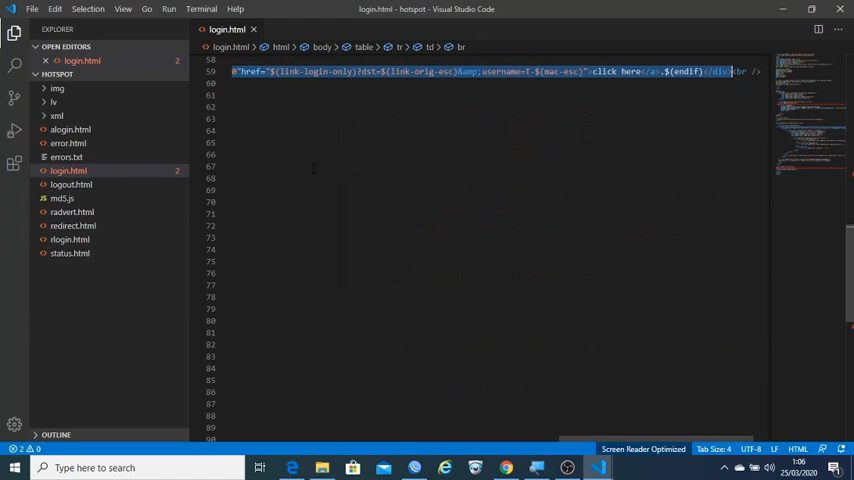 File Edit Selection View Go Run Terminal Help
login.html - hotspot - Visual Studio Code
EXPLORER
login.html
login.html > html > body > table > tr > td > br
OPEN EDITORS
login.html 2
HOTSPOT
img
lv
xml
alogin.html
error.html
errors.txt
login.html 2
logout.html
md5.js
radvert.html
redirect.html
rlogin.html
status.html
OUTLINE
58
59 0"href="$(link-login-only)?dst=$(link-orig-esc)&amp;username=T-$(mac-esc)">click here</a>.$(endif)</div><br />
60
61
62
63
64
65
66
67
68
69
70
71
72
73
74
75
76
77
78
79
80
81
82
83
84
85
86
87
88
89
90
2 0
Screen Reader Optimized Tab Size: 4 UTF-8 LF HTML
Type here to search
1:06
25/03/2020